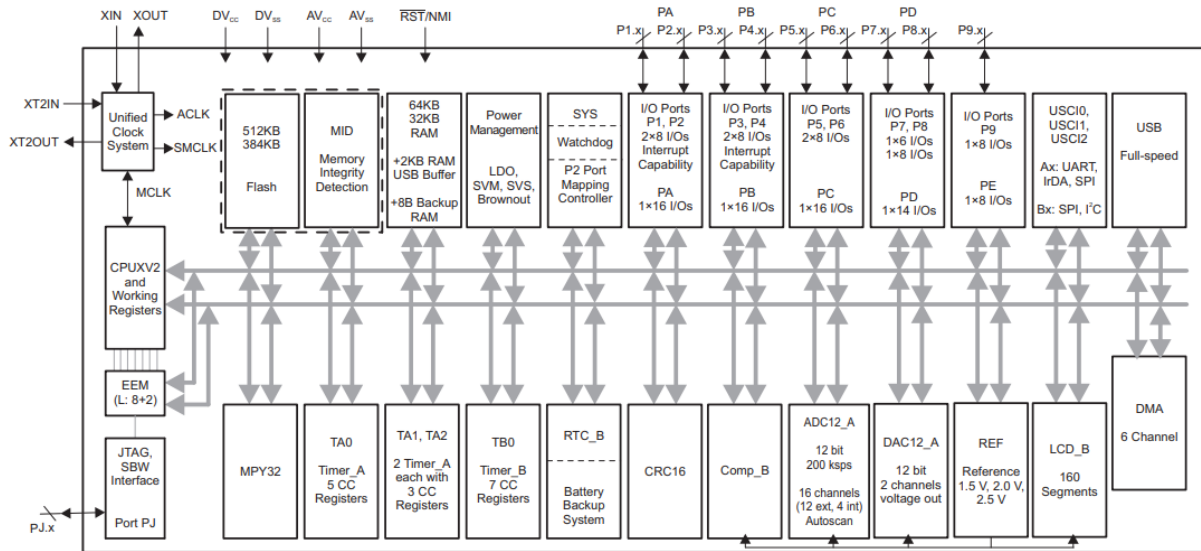 XIN XOUT DVcc DVss AVcc AVss RST/NMI PA PB PC PD
P1.x P2.x P3.x P4.x P5.x P6.x P7.x P8.x P9.x
XT2IN
XT2OUT
Unified
Clock
System
ACLK
SMCLK
MCLK
512KB
384KB
Flash
MID
Memory
Integrity
Detection
64KB
32KB
RAM
+2KB RAM
USB Buffer
+8B Backup
RAM
Power
Management
LDO,
SVM, SVS,
Brownout
SYS
Watchdog
P2 Port
Mapping
Controller
I/O Ports
P1, P2
2×8 I/Os
Interrupt
Capability
PA
1×16 I/Os
I/O Ports
P3, P4
2×8 I/Os
Interrupt
Capability
PB
1×16 I/Os
I/O Ports
P5, P6
2×8 I/Os
PC
1×16 I/Os
I/O Ports
P7, P8
1×6 I/Os
1×8 I/Os
PD
1×14 I/Os
I/O Ports
P9
1×8 I/Os
PE
1×8 I/Os
USCI0,
USCI1,
USCI2
Ax: UART,
IrDA, SPI
Bx: SPI, I²C
USB
Full-speed
CPUXV2
and
Working
Registers
EEM
(L: 8+2)
JTAG,
SBW
Interface
Port PJ
PJ.x
MPY32
TA0
Timer_A
5 CC
Registers
TA1, TA2
2 Timer_A
each with
3 CC
Registers
TB0
Timer_B
7 CC
Registers
RTC_B
Battery
Backup
System
CRC16
Comp_B
ADC12_A
12 bit
200 ksps
16 channels
(12 ext, 4 int)
Autoscan
DAC12_A
12 bit
2 channels
voltage out
REF
Reference
1.5 V, 2.0 V,
2.5 V
LCD_B
160
Segments
DMA
6 Channel